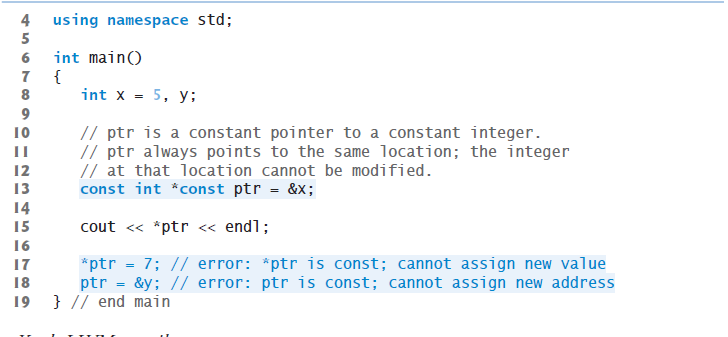 4 using namespace std;
5
6 int main()
7 {
8 int x = 5, y;
9
10 // ptr is a constant pointer to a constant integer.
11 // ptr always points to the same location; the integer
12 // at that location cannot be modified.
13 const int *const ptr = &x;
14
15 cout << *ptr << endl;
16
17 *ptr = 7; // error: *ptr is const; cannot assign new value
18 ptr = &y; // error: ptr is const; cannot assign new address
19 } // end main